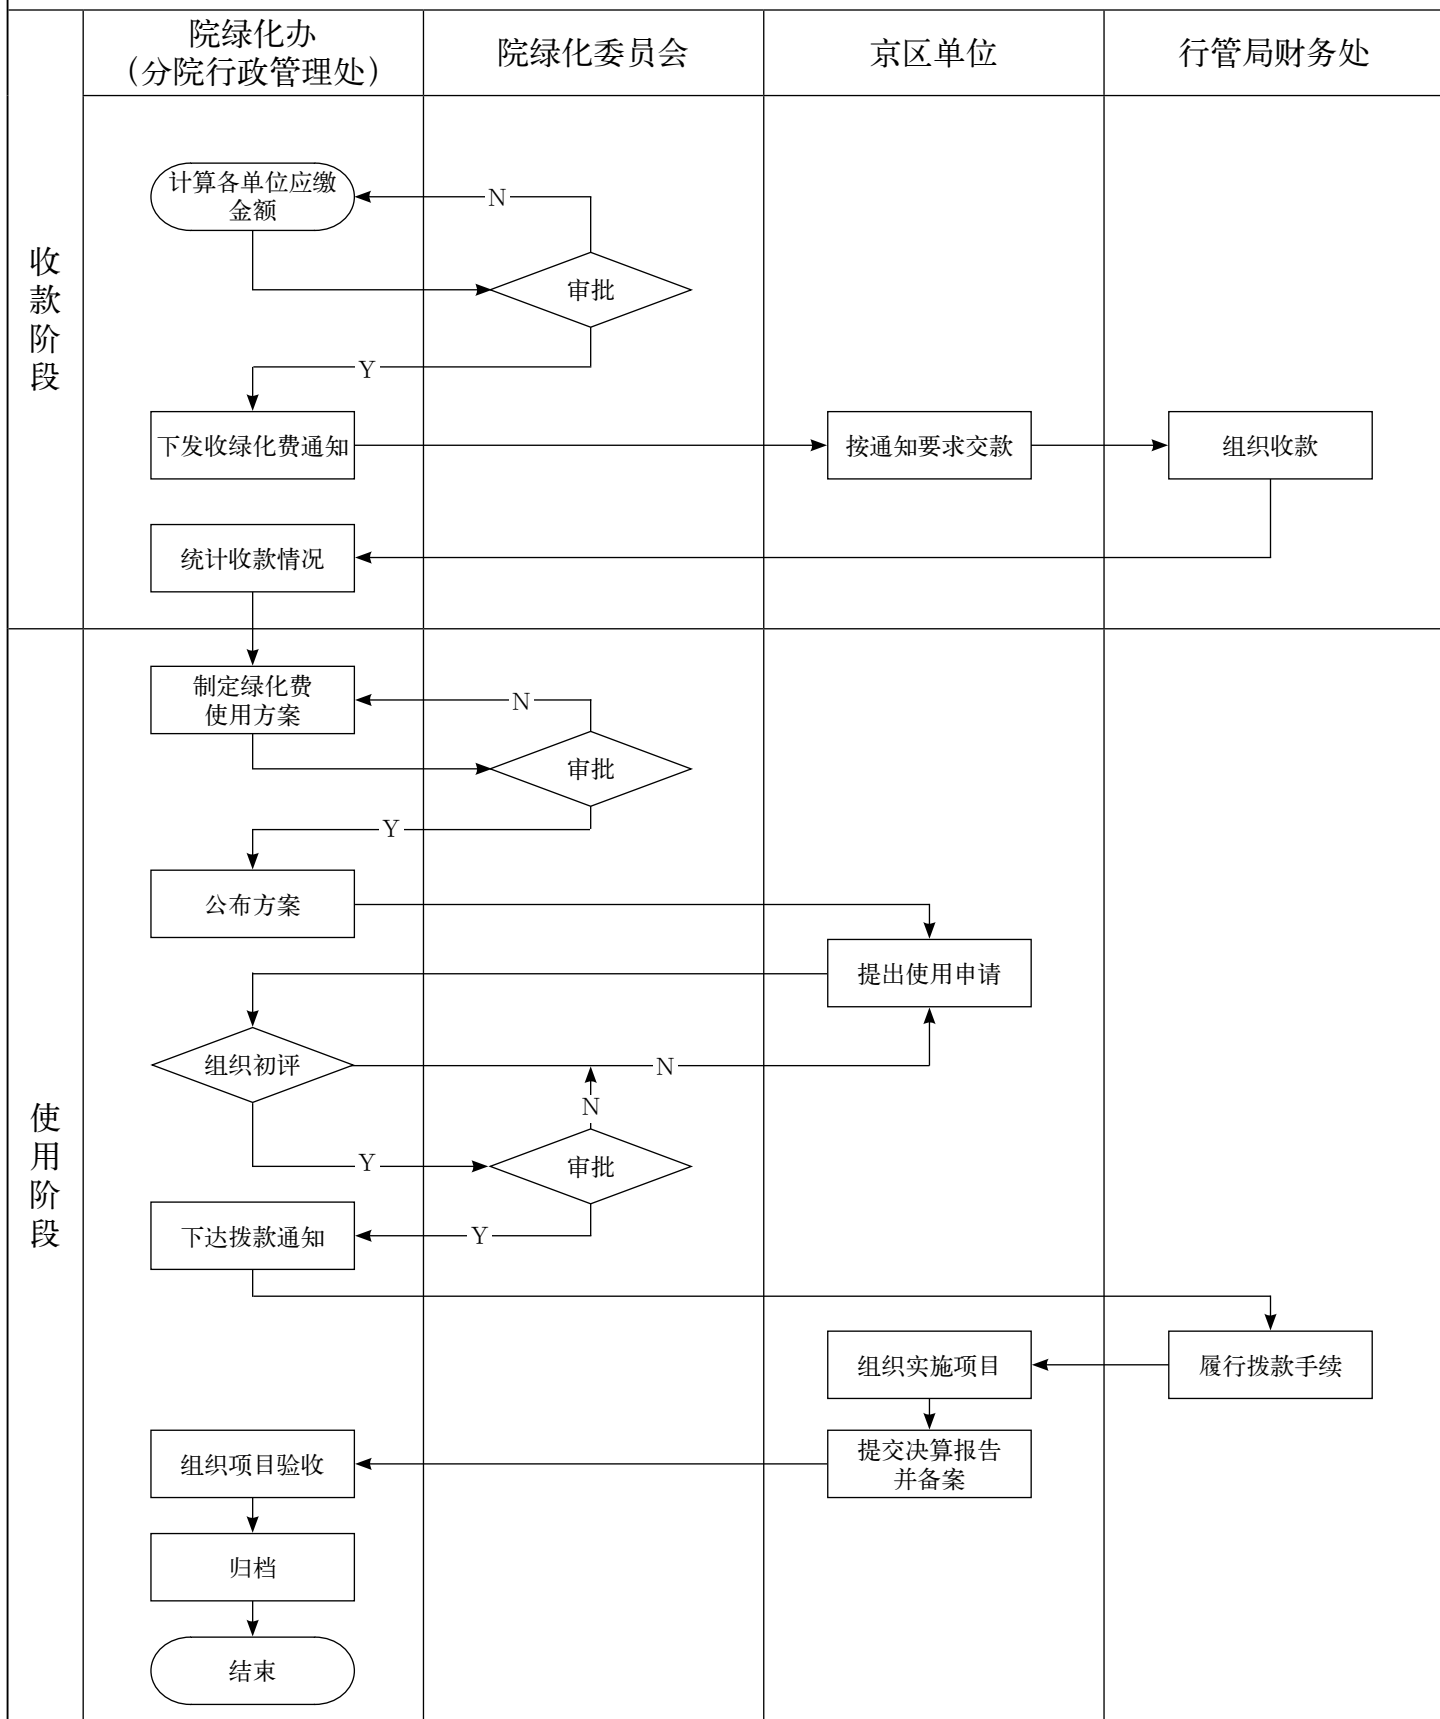 院绿化办
（分院行政管理处）
院绿化委员会
京区单位
行管局财务处
收
款
阶
段
计算各单位应缴
金额
N
审批
Y
下发收绿化费通知
按通知要求交款
组织收款
统计收款情况
使
用
阶
段
制定绿化费
使用方案
N
审批
Y
公布方案
提出使用申请
组织初评
N
N
Y
审批
下达拨款通知
Y
组织实施项目
履行拨款手续
组织项目验收
提交决算报告
并备案
归档
结束